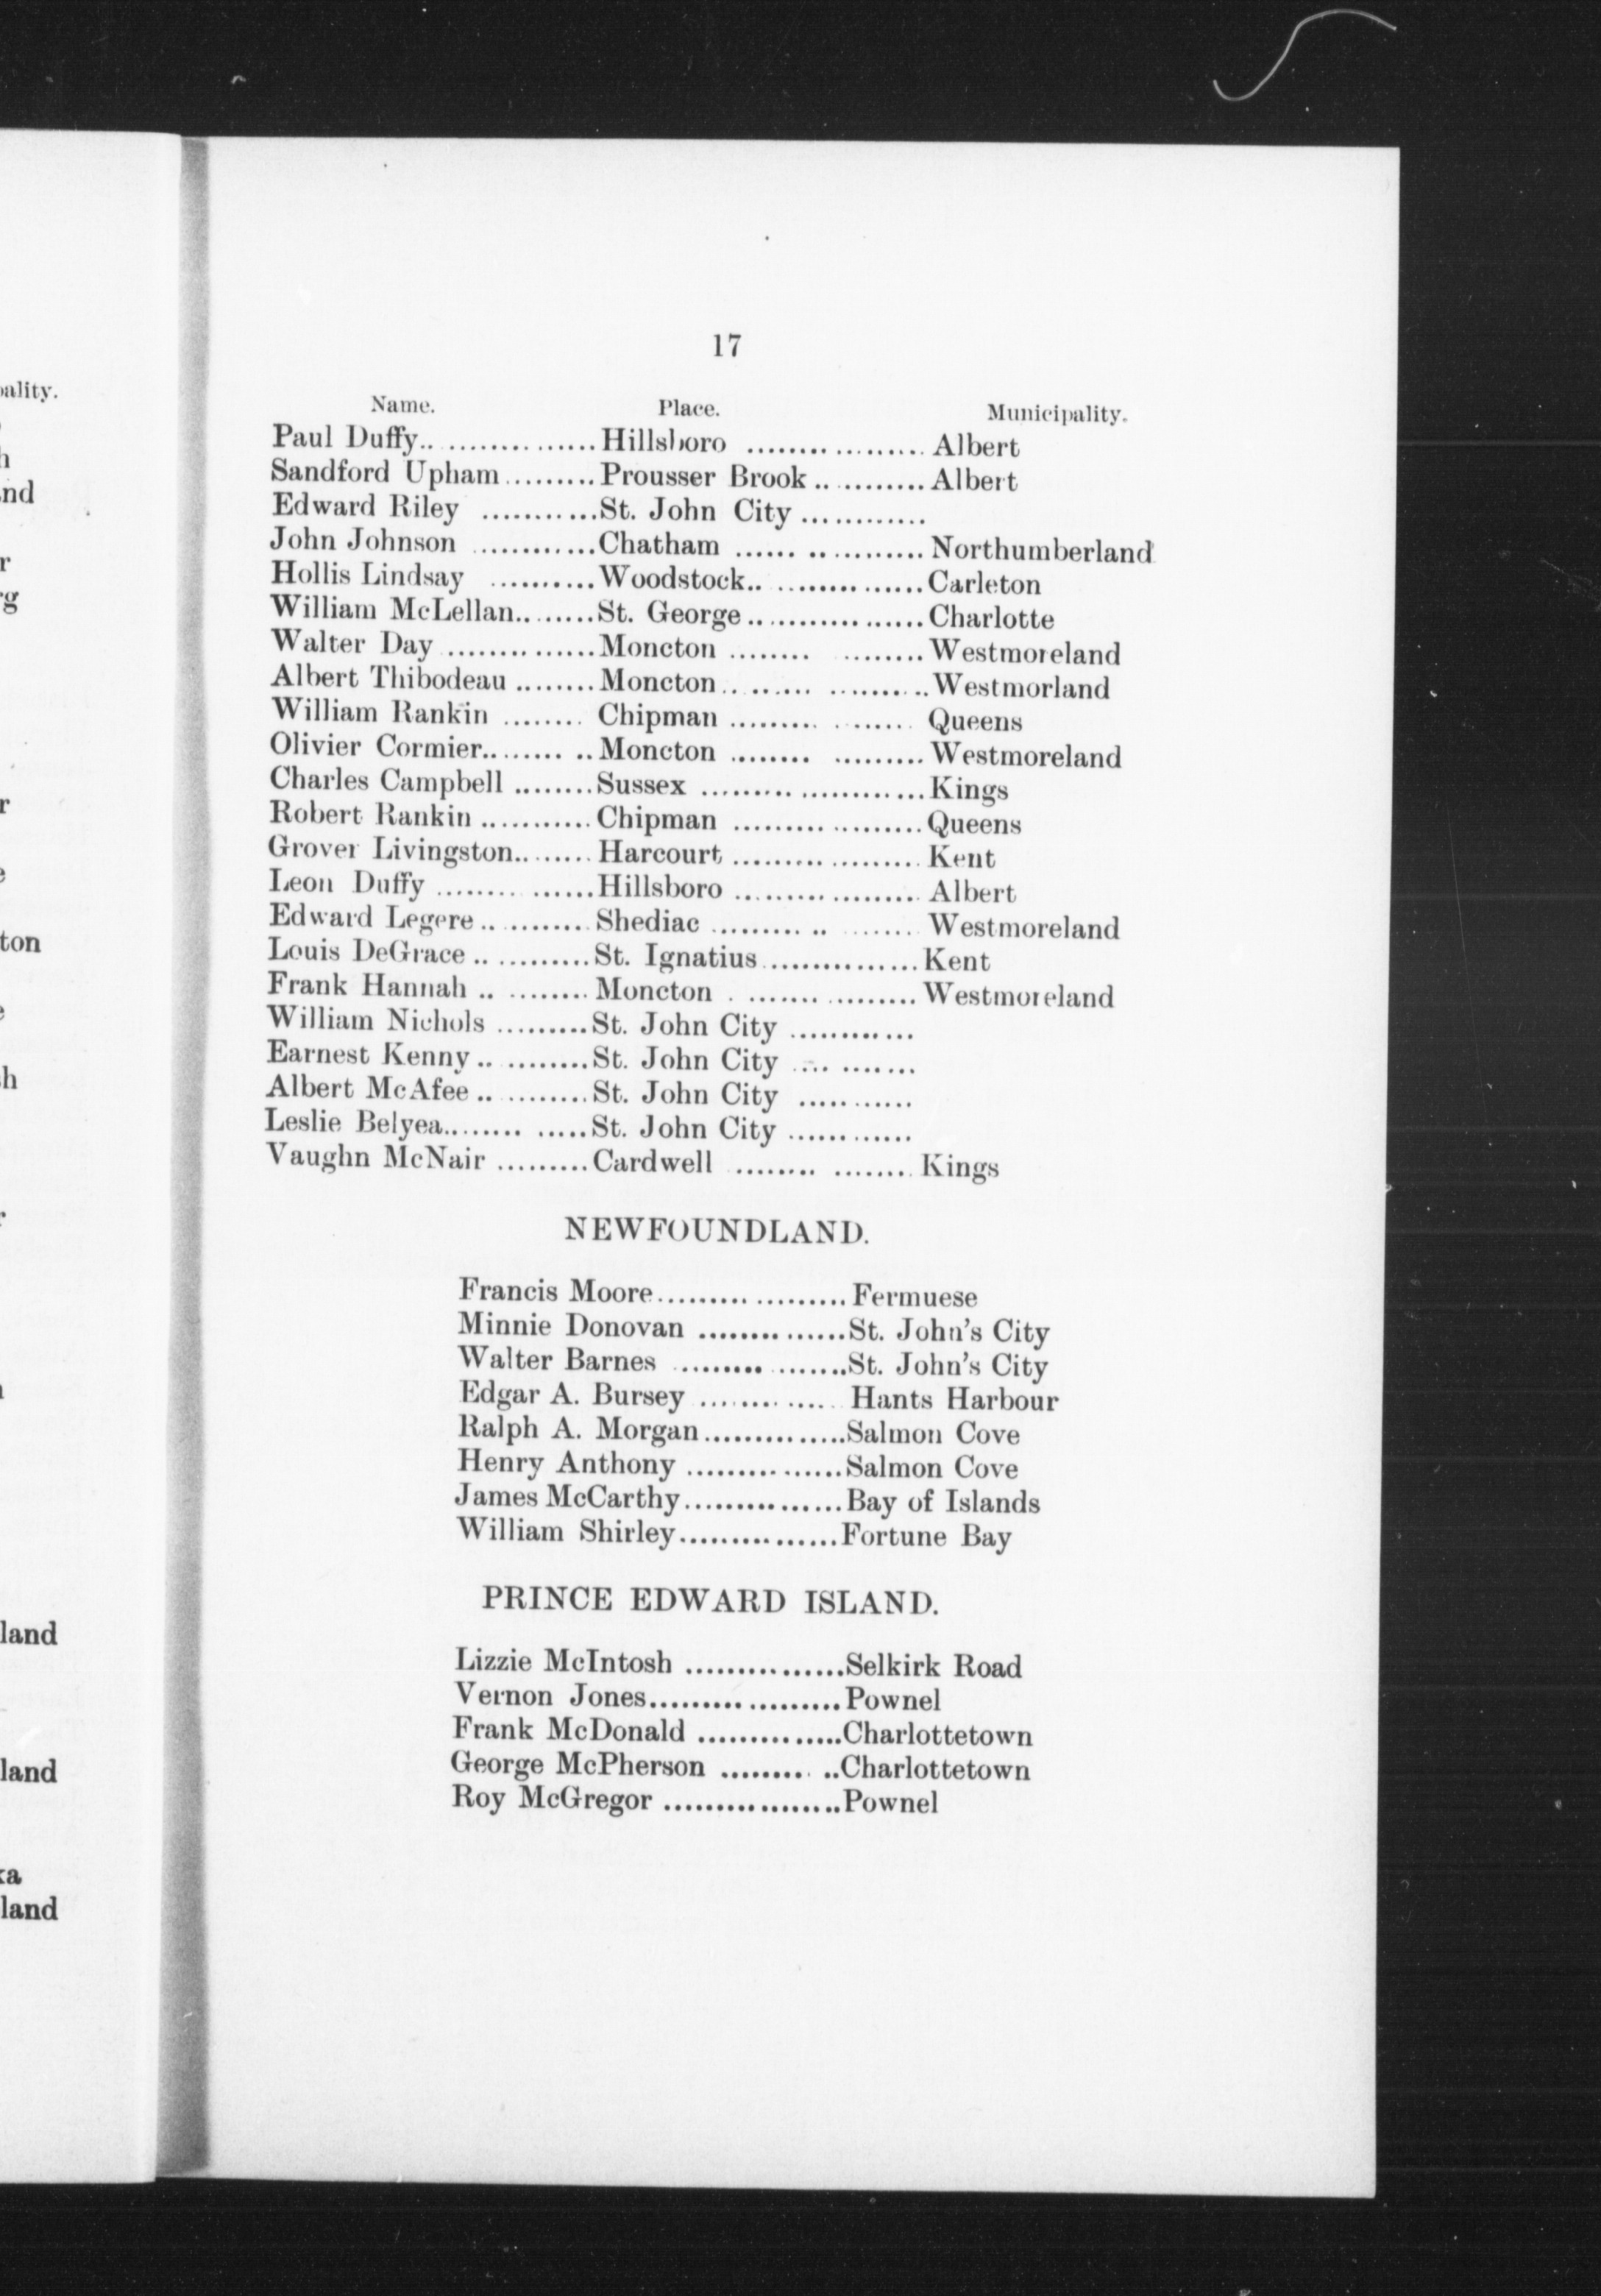 17
Name. Place. Municipality.
Paul Duffy.. ............... Hillsboro .................. Albert
Sandford Upham ......... Prousser Brook .. ......... Albert
Edward Riley ............ St. John City .............
John Johnson ............ Chatham ...... .. .......... Northumberland
Hollis Lindsay .......... Woodstock.. ............... Carleton
William McLellan.. ...... St. George .. ............... Charlotte
Walter Day ............... Moncton ........ ........ Westmoreland
Albert Thibodeau ........ Moncton .. ...... .......... Westmorland
William Rankin ........ Chipman ......... ........ Queens
Olivier Cormier.. ...... .. Moncton ........ ......... Westmoreland
Charles Campbell ........ Sussex ...................... Kings
Robert Rankin ........... Chipman ................... Queens
Grover Livingston.. ...... Harcourt ................... Kent
Leon Duffy ........ ...... Hillsboro ................... Albert
Edward Legere .. ......... Shediac ......... .. ....... Westmoreland
Louis DeGrace .. ......... St. Ignatius ............... Kent
Frank Hannah .. ........ Moncton . ....... ......... Westmoreland
William Nichols ......... St. John City ............
Earnest Kenny .. ........ St. John City .... .......
Albert McAfee .. ......... St. John City ...........
Leslie Belyea ........ ..... St. John City ............
Vaughn McNair ......... Cardwell ........ ........ Kings
NEWFOUNDLAND.
Francis Moore ......... ......... Fermuese
Minnie Donovan .............. St. John's City
Walter Barnes ......... ....... St. John's City
Edgar A. Bursey ........ .... Hants Harbour
Ralph A. Morgan .............. Salmon Cove
Henry Anthony ............... Salmon Cove
James McCarthy ............... Bay of Islands
William Shirley ............... Fortune Bay
PRINCE EDWARD ISLAND.
Lizzie McIntosh ............... Selkirk Road
Vernon Jones ......... ......... Pownel
Frank McDonald .............. Charlottetown
George McPherson ........ .. Charlottetown
Roy McGregor ................. Pownel